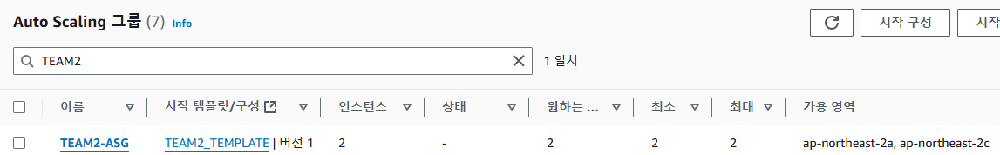 Auto Scaling 그룹 (7) Info
시작 구성
시작
TEAM2
1 일치
이름 시작 템플릿/구성 인스턴스 상태 원하는 ... 최소 최대 가용 영역
TEAM2-ASG TEAM2_TEMPLATE | 버전 1 2 - 2 2 2 ap-northeast-2a, ap-northeast-2c